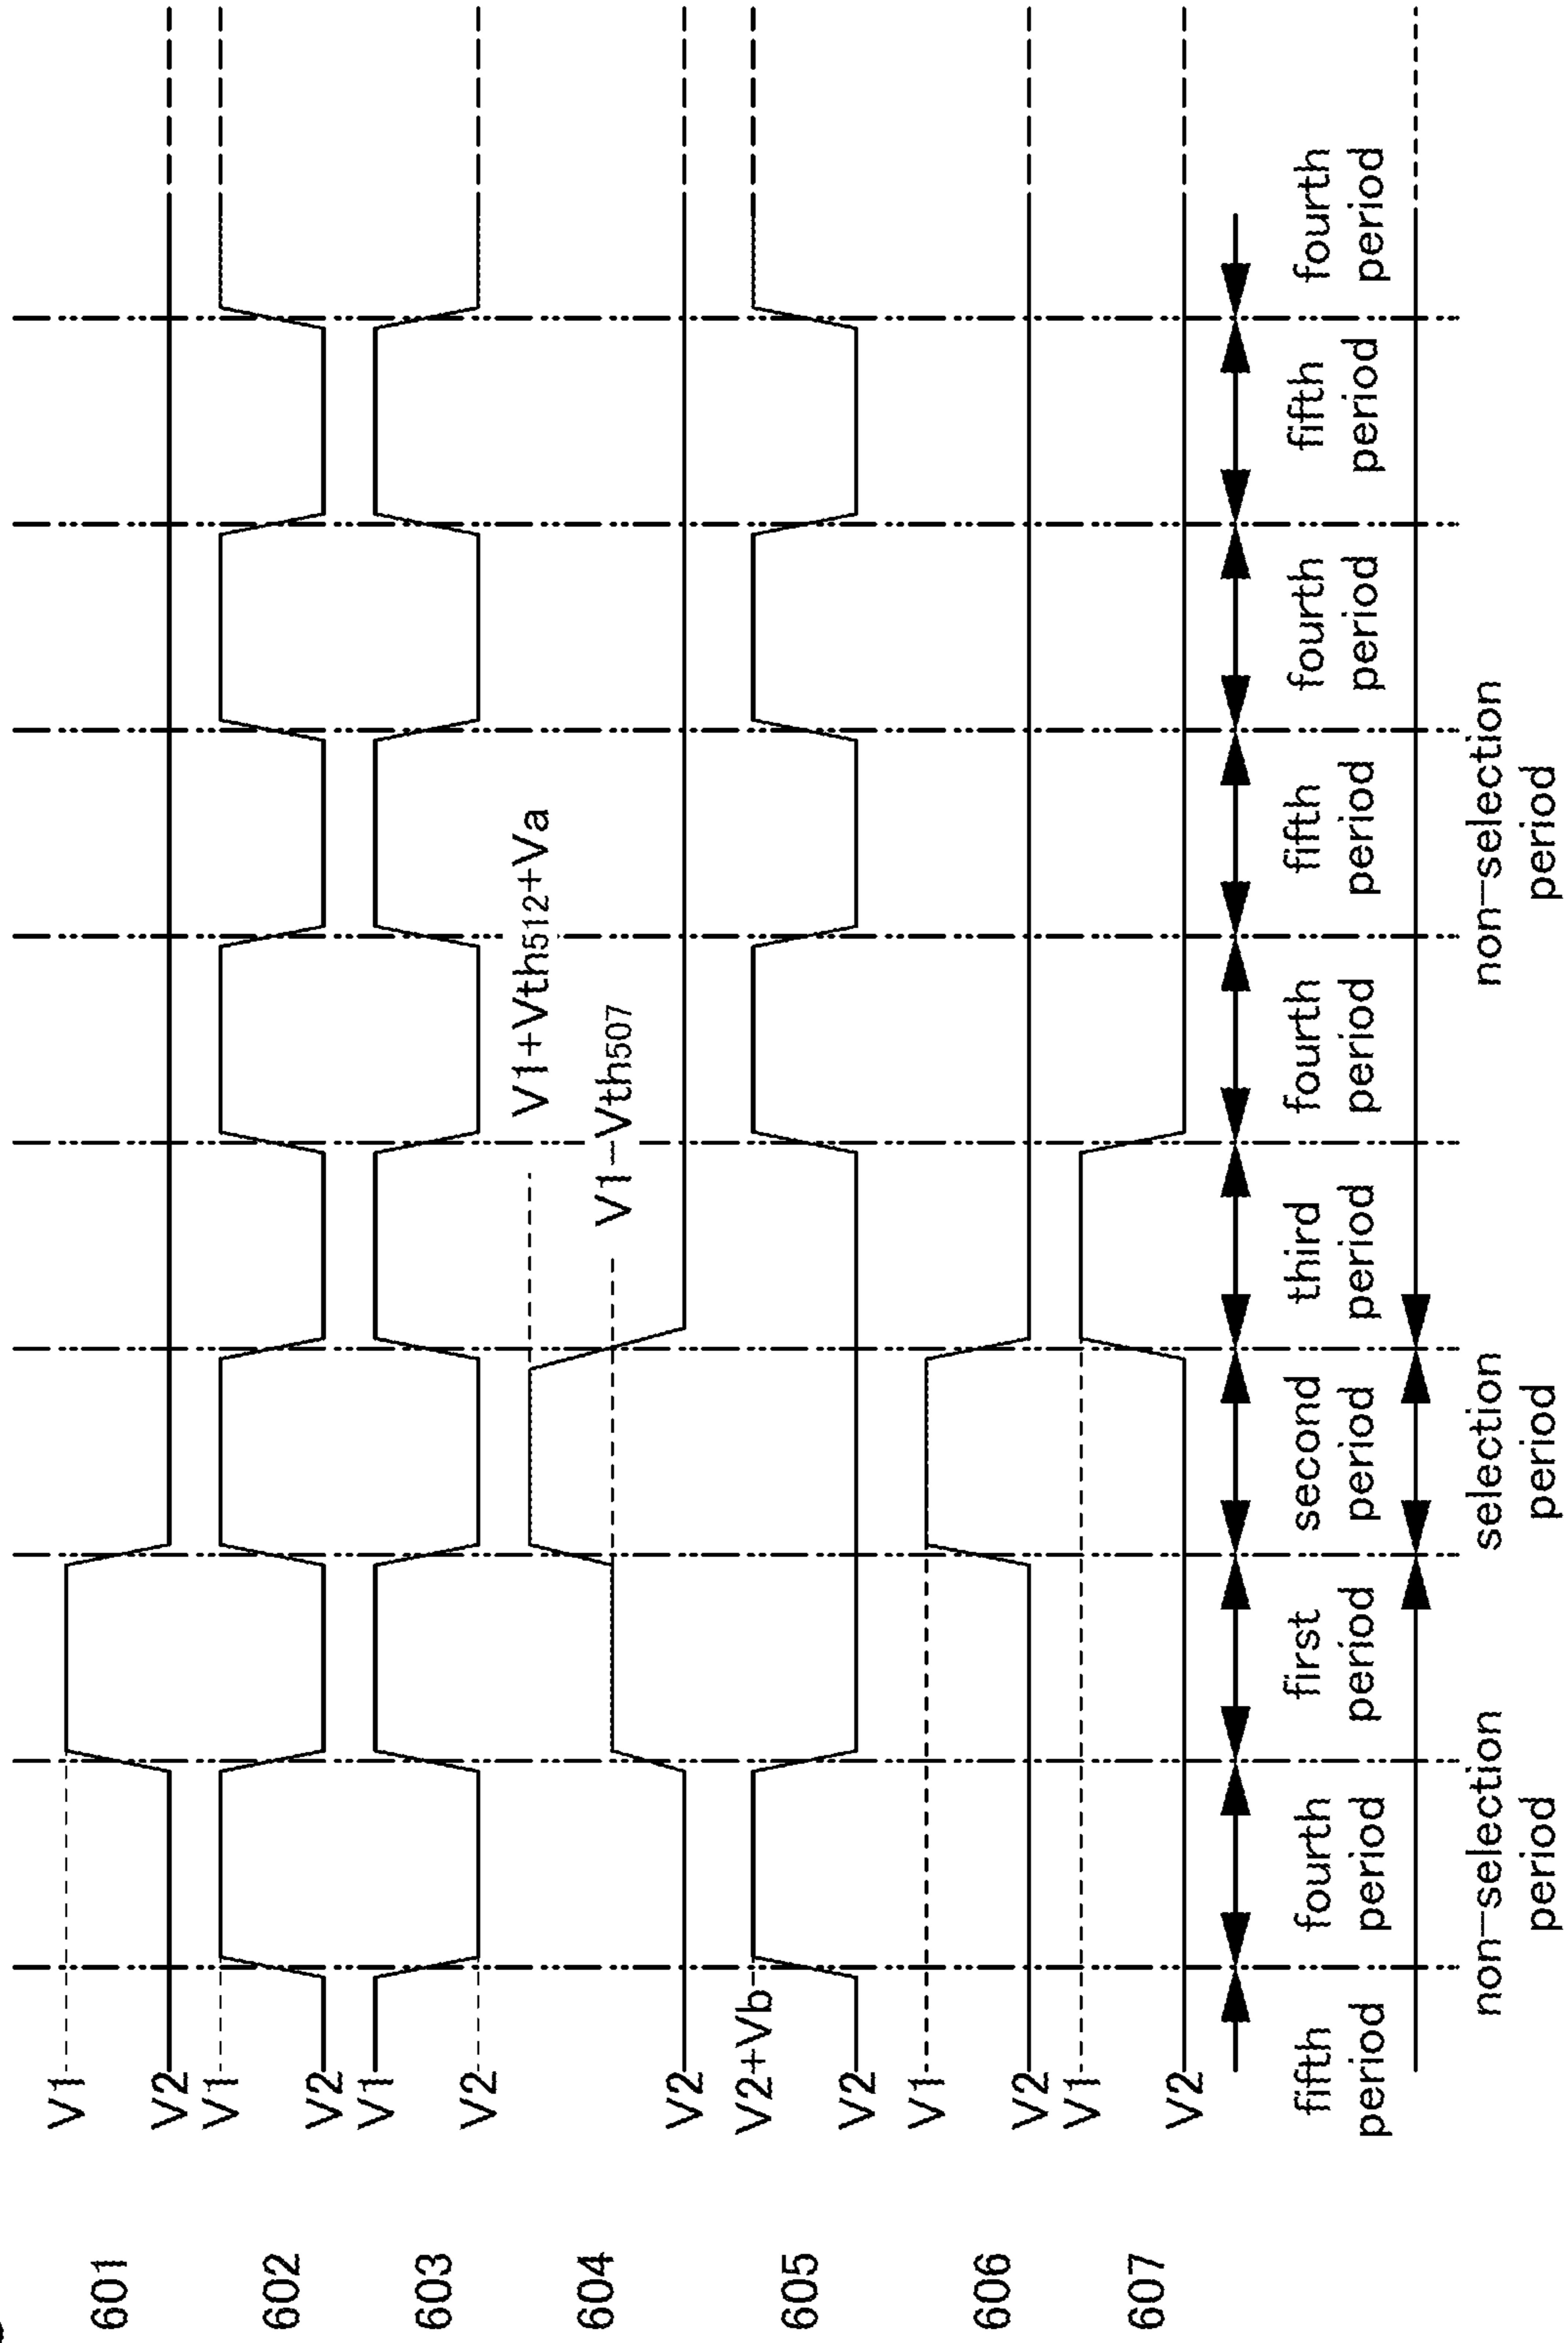 601
V1
V2
602
V1
V2
603
V1
V2
604
V1+Vth512+Va
V1-Vth507
V2
605
V2+Vb
V2
606
V1
V2
607
V1
V2
fifth
period
fourth
period
first
period
second
period
third
period
fourth
period
fifth
period
fourth
period
fifth
period
fourth
period
non-selection
period
selection
period
non-selection
period